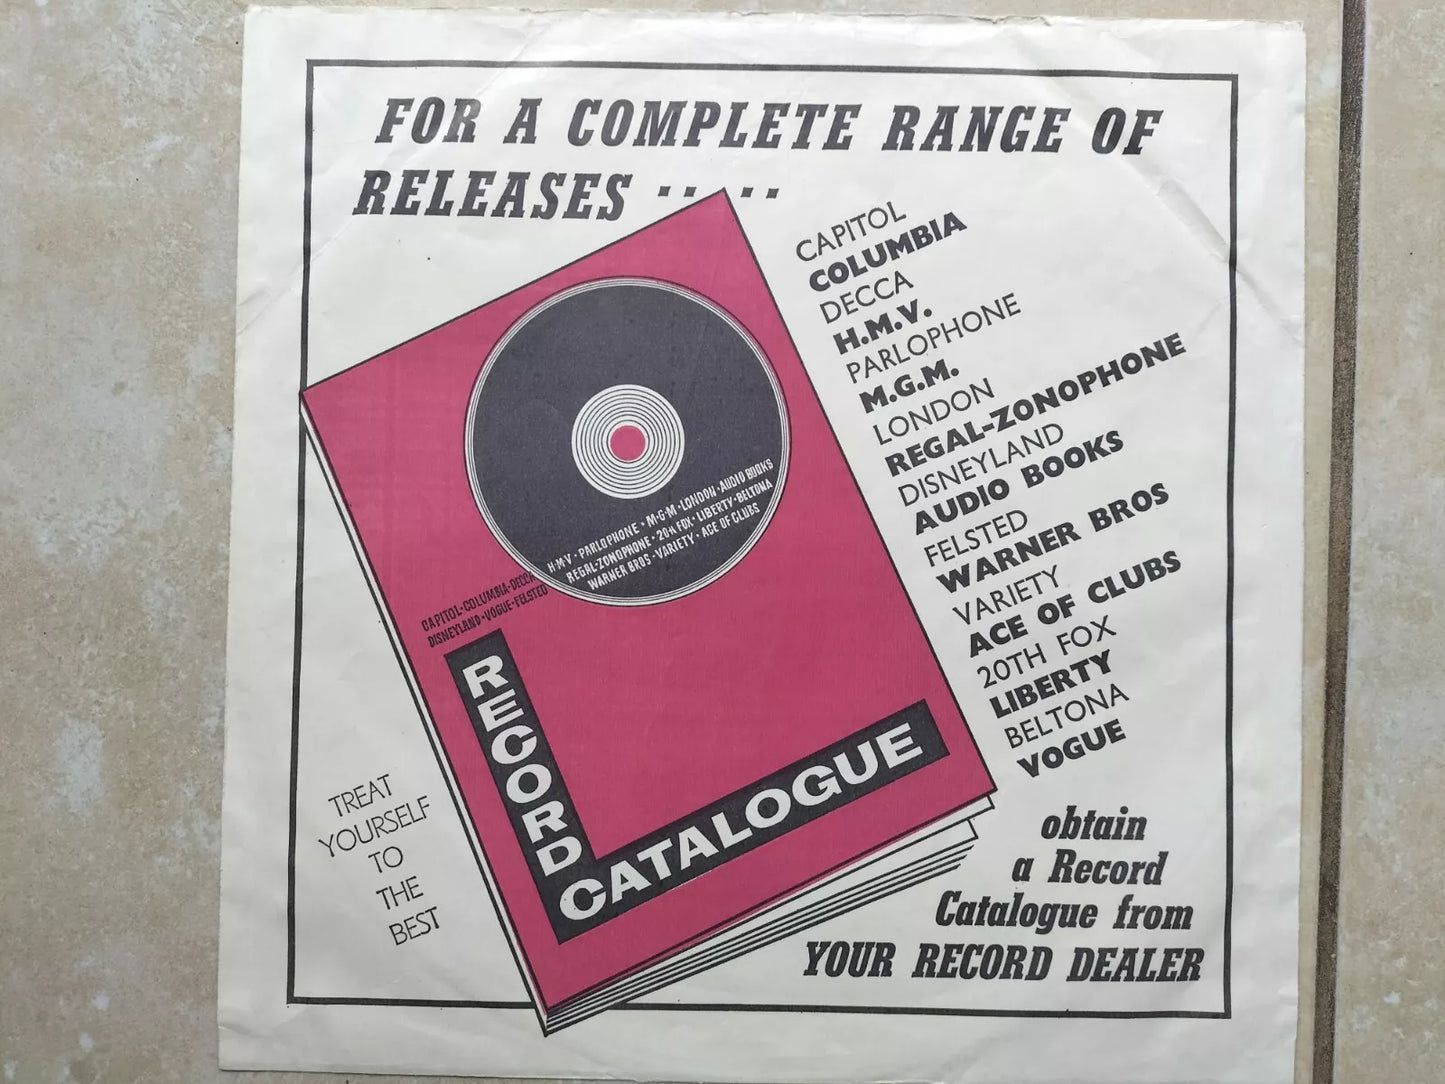 FOR A COMPLETE RANGE OF
RELEASES .. ..
CAPITOL
COLUMBIA
DECCA
H.M.V.
PARLOPHONE
M.G.M.
LONDON
REGAL-ZONOPHONE
DISNEYLAND
AUDIO BOOKS
FELSTED
WARNER BROS
VARIETY
ACE OF CLUBS
20TH FOX
LIBERTY
BELTONA
VOGUE
CAPITOL·COLUMBIA·DECCA
H·M·V · PARLOPHONE · M·G·M · LONDON · AUDIO BOOKS
DISNEYLAND·VOGUE·FELSTED
REGAL-ZONOPHONE · 20TH FOX · LIBERTY · BELTONA
WARNER BROS · VARIETY · ACE OF CLUBS
RECORD
CATALOGUE
TREAT
YOURSELF
TO
THE
BEST
obtain
a Record
Catalogue from
YOUR RECORD DEALER